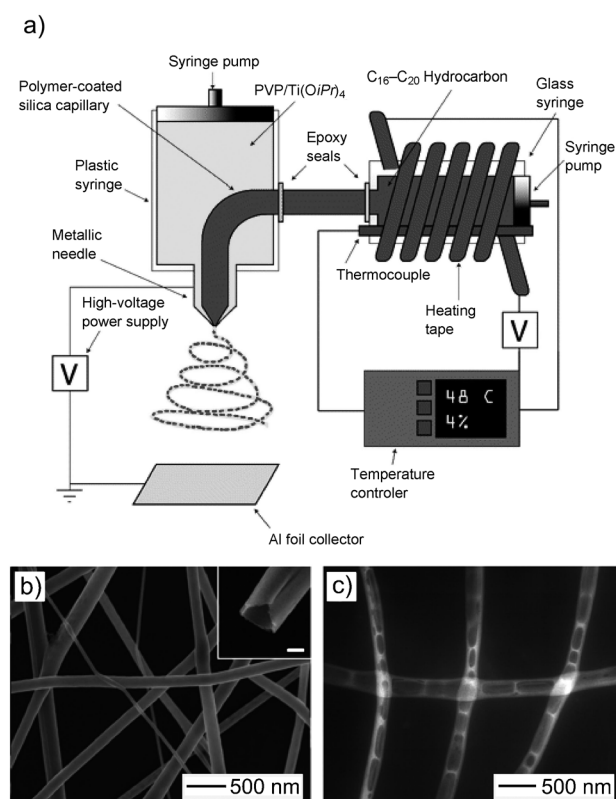 a)
Syringe pump
Polymer-coated
silica capillary
PVP/Ti(OiPr)₄
C₁₆–C₂₀ Hydrocarbon
Glass
syringe
Epoxy
seals
Syringe
pump
Plastic
syringe
Metallic
needle
Thermocouple
High-voltage
power supply
Heating
tape
V
V
48 C
4%
Temperature
controler
Al foil collector
b)
500 nm
c)
500 nm